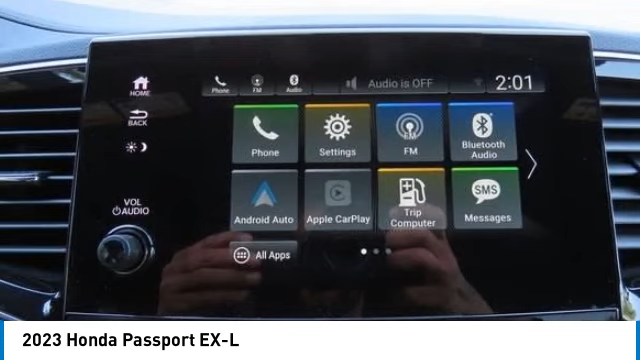 HOME
BACK
VOL
AUDIO
Phone
FM
Audio
Audio is OFF
2:01
Phone
Settings
FM
Bluetooth
Audio
Android Auto
Apple CarPlay
Trip
Computer
SMS
Messages
All Apps
2023 Honda Passport EX-L